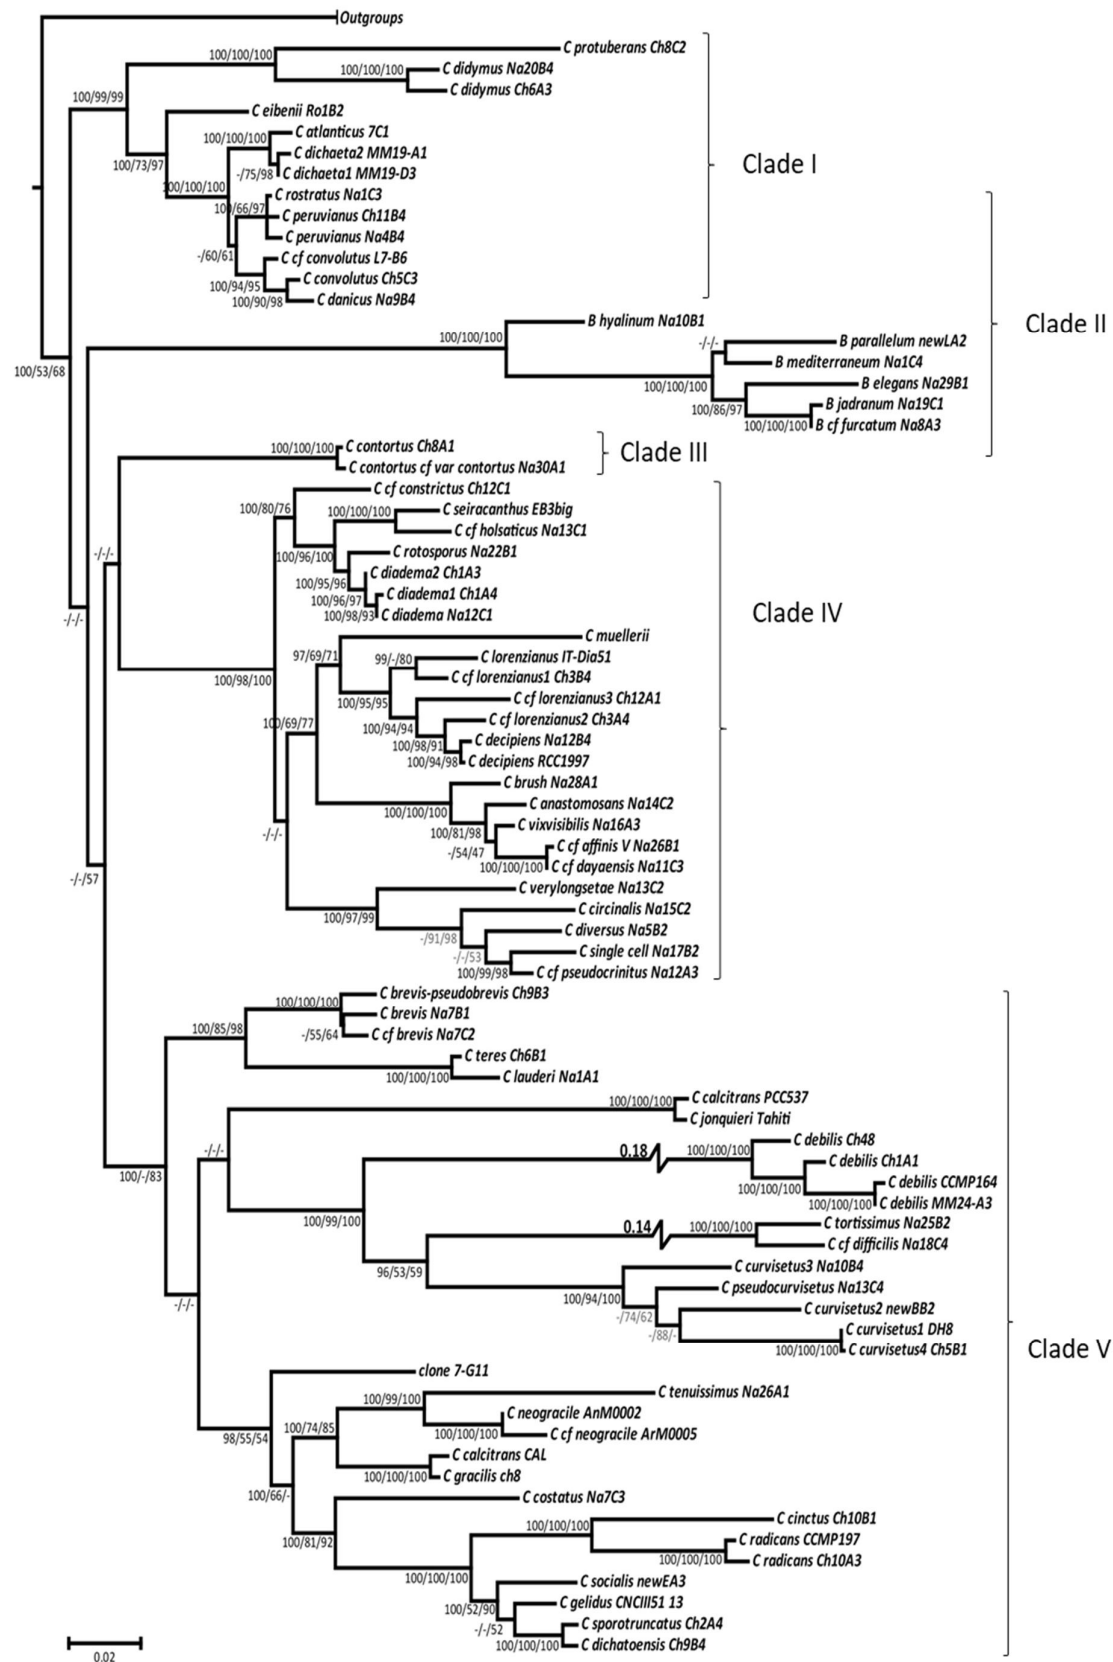 Outgroups
C protuberans Ch8C2
100/100/100
C didymus Na20B4
100/100/100
C didymus Ch6A3
100/99/99
C eibenii Ro1B2
C atlanticus 7C1
100/100/100
C dichaeta2 MM19-A1
100/73/97
-/75/98
C dichaeta1 MM19-D3
Clade I
100/100/100
C rostratus Na1C3
100/66/97
C peruvianus Ch11B4
C peruvianus Na4B4
-/60/61
C cf convolutus L7-B6
C convolutus Ch5C3
100/94/95
100/90/98
C danicus Na9B4
B hyalinum Na10B1
Clade II
100/100/100
B parallelum newLA2
-/-/-
B mediterraneum Na1C4
100/53/68
100/100/100
B elegans Na29B1
B jadranum Na19C1
100/86/97
100/100/100
B cf furcatum Na8A3
C contortus Ch8A1
100/100/100
Clade III
C contortus cf var contortus Na30A1
C cf constrictus Ch12C1
100/80/76
C seiracanthus EB3big
100/100/100
C cf holsaticus Na13C1
-/-/-
100/96/100
C rotosporus Na22B1
C diadema2 Ch1A3
100/95/96
C diadema1 Ch1A4
100/96/97
100/98/93
C diadema Na12C1
Clade IV
-/-/-
C muellerii
97/69/71
99/-/80
C lorenzianus IT-Dia51
C cf lorenzianus1 Ch3B4
100/98/100
100/95/95
C cf lorenzianus3 Ch12A1
C cf lorenzianus2 Ch3A4
100/69/77
100/94/94
C decipiens Na12B4
100/98/91
100/94/98
C decipiens RCC1997
C brush Na28A1
C anastomosans Na14C2
100/100/100
C vixvisibilis Na16A3
-/-/-
100/81/98
C cf affinis V Na26B1
-/54/47
100/100/100
C cf dayaensis Na11C3
-/-/57
C verylongsetae Na13C2
C circinalis Na15C2
100/97/99
C diversus Na5B2
-/91/98
C single cell Na17B2
-/-/53
100/99/98
C cf pseudocrinitus Na12A3
C brevis-pseudobrevis Ch9B3
100/100/100
C brevis Na7B1
100/85/98
-/55/64
C cf brevis Na7C2
C teres Ch6B1
100/100/100
C lauderi Na1A1
C calcitrans PCC537
100/100/100
C jonquieri Tahiti
C debilis Ch48
0.18
100/100/100
-/-/-
C debilis Ch1A1
100/-/83
C debilis CCMP164
100/100/100
100/100/100
C debilis MM24-A3
C tortissimus Na25B2
100/99/100
0.14
100/100/100
C cf difficilis Na18C4
C curvisetus3 Na10B4
96/53/59
C pseudocurvisetus Na13C4
100/94/100
-/-/-
C curvisetus2 newBB2
-/74/62
C curvisetus1 DH8
-/88/-
100/100/100
C curvisetus4 Ch5B1
Clade V
clone 7-G11
C tenuissimus Na26A1
100/99/100
C neogracile AnM0002
100/74/85
98/55/54
100/100/100
C cf neogracile ArM0005
C calcitrans CAL
100/100/100
C gracilis ch8
100/66/-
C costatus Na7C3
C cinctus Ch10B1
100/100/100
C radicans CCMP197
100/81/92
100/100/100
C radicans Ch10A3
100/100/100
C socialis newEA3
C gelidus CNCIII51 13
100/52/90
C sporotruncatus Ch2A4
-/-/52
100/100/100
C dichatoensis Ch9B4
0.02